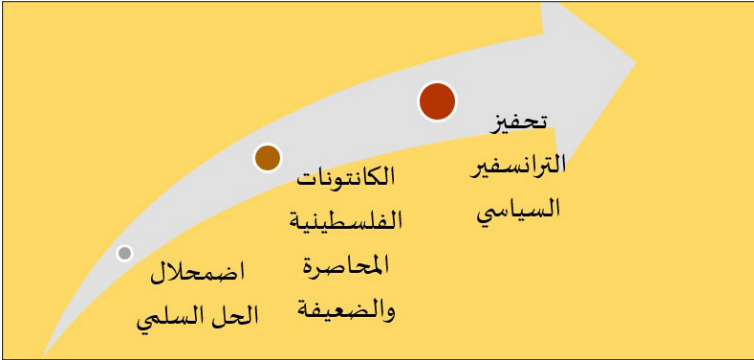 تحفيز
الترانسفير
السياسي
الكانتونات
الفلسطينية
المحاصرة
والضعيفة
اضمحلال
الحل السلمي